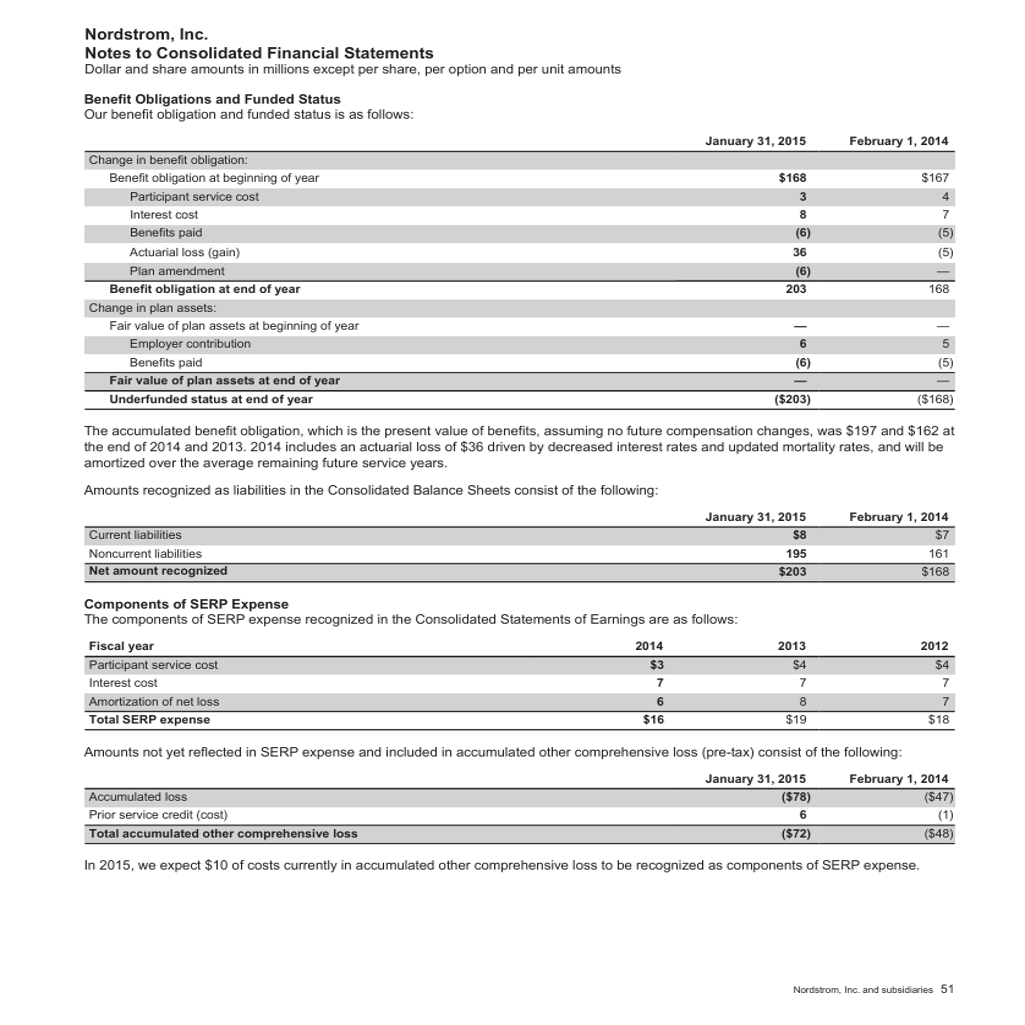 Nordstrom, Inc.
Notes to Consolidated Financial Statements
Dollar and share amounts in millions except per share, per option and per unit amounts
Benefit Obligations and Funded Status
Our benefit obligation and funded status is as follows:
January 31, 2015 February 1, 2014
Change in benefit obligation:
Benefit obligation at beginning of year $168 $167
Participant service cost 3 4
Interest cost 8 7
Benefits paid (6) (5)
Actuarial loss (gain) 36 (5)
Plan amendment (6) —
Benefit obligation at end of year 203 168
Change in plan assets:
Fair value of plan assets at beginning of year — —
Employer contribution 6 5
Benefits paid (6) (5)
Fair value of plan assets at end of year — —
Underfunded status at end of year ($203) ($168)
The accumulated benefit obligation, which is the present value of benefits, assuming no future compensation changes, was $197 and $162 at
the end of 2014 and 2013. 2014 includes an actuarial loss of $36 driven by decreased interest rates and updated mortality rates, and will be
amortized over the average remaining future service years.
Amounts recognized as liabilities in the Consolidated Balance Sheets consist of the following:
January 31, 2015 February 1, 2014
Current liabilities $8 $7
Noncurrent liabilities 195 161
Net amount recognized $203 $168
Components of SERP Expense
The components of SERP expense recognized in the Consolidated Statements of Earnings are as follows:
Fiscal year 2014 2013 2012
Participant service cost $3 $4 $4
Interest cost 7 7 7
Amortization of net loss 6 8 7
Total SERP expense $16 $19 $18
Amounts not yet reflected in SERP expense and included in accumulated other comprehensive loss (pre-tax) consist of the following:
January 31, 2015 February 1, 2014
Accumulated loss ($78) ($47)
Prior service credit (cost) 6 (1)
Total accumulated other comprehensive loss ($72) ($48)
In 2015, we expect $10 of costs currently in accumulated other comprehensive loss to be recognized as components of SERP expense.
Nordstrom, Inc. and subsidiaries 51